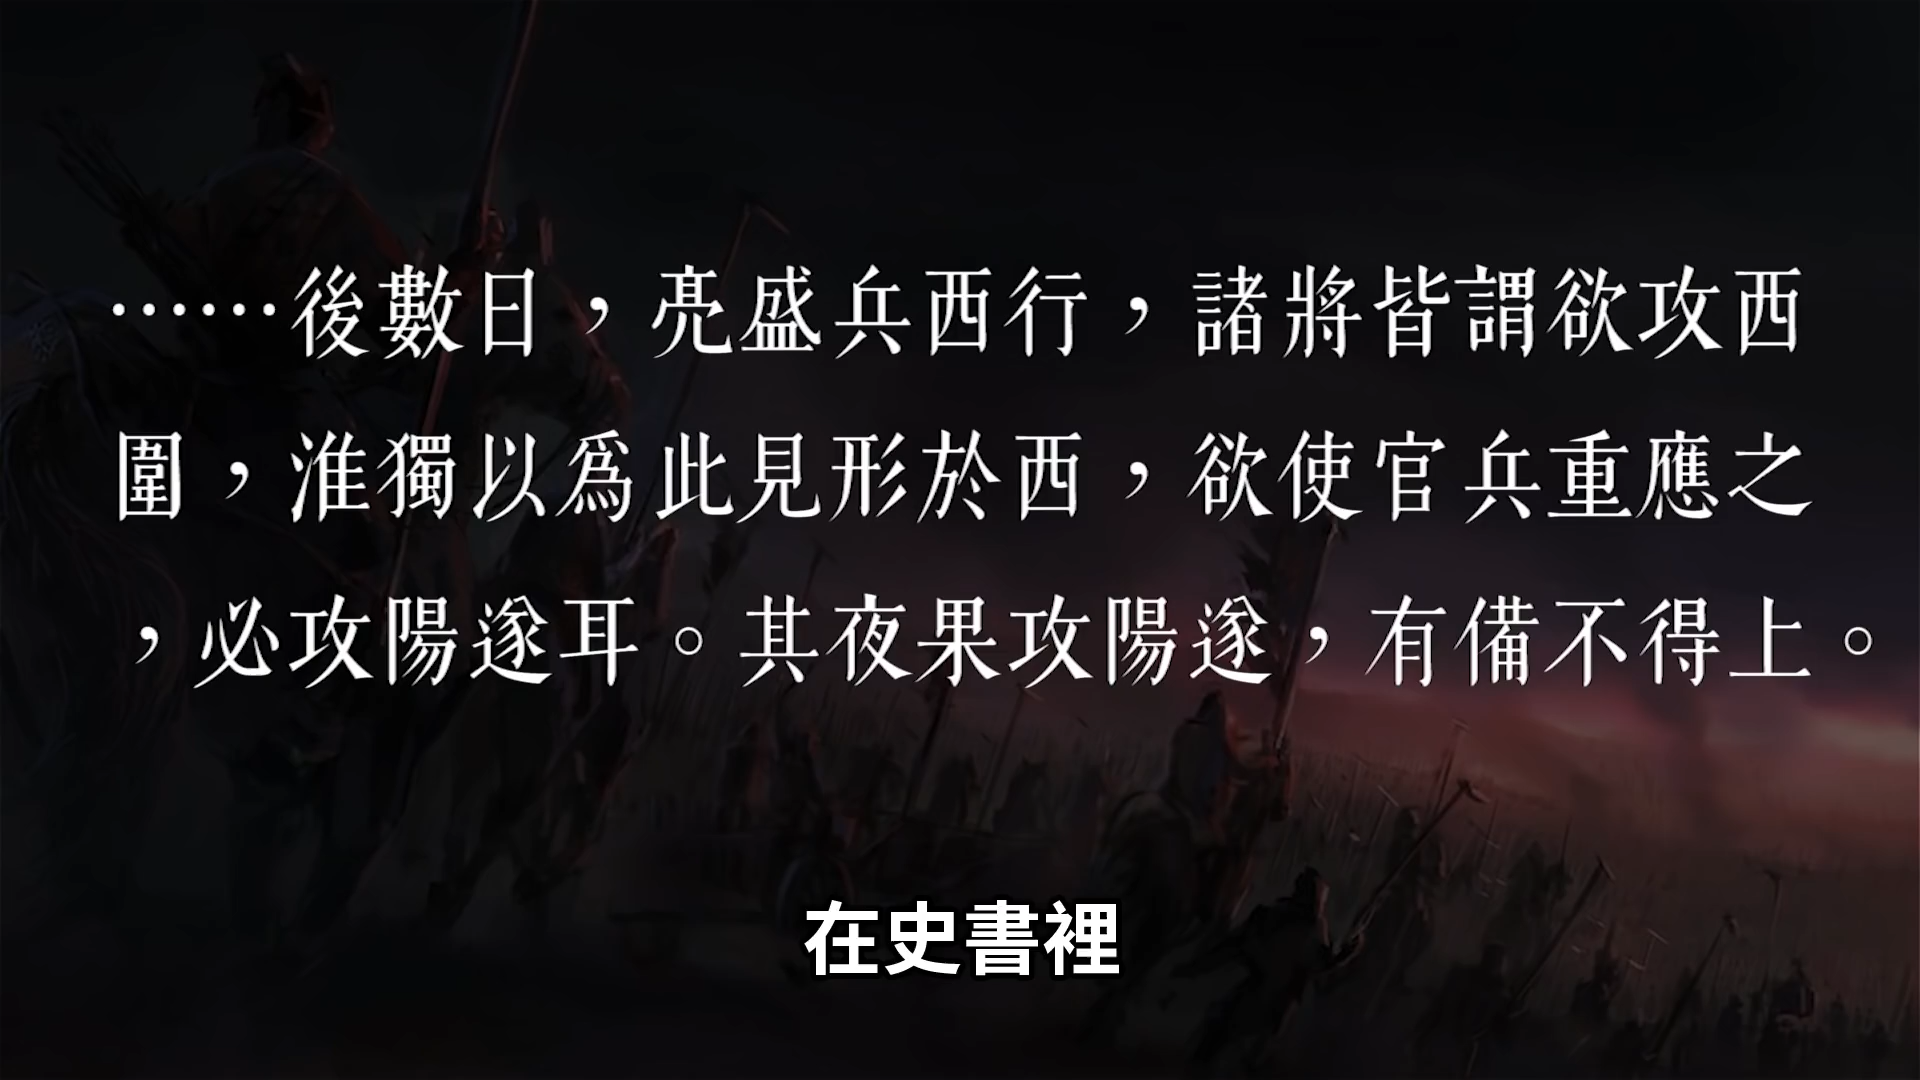 ……後數日，亮盛兵西行，諸將皆謂欲攻西
圍，淮獨以為此見形於西，欲使官兵重應之
，必攻陽遂耳。其夜果攻陽遂，有備不得上。
在史書裡